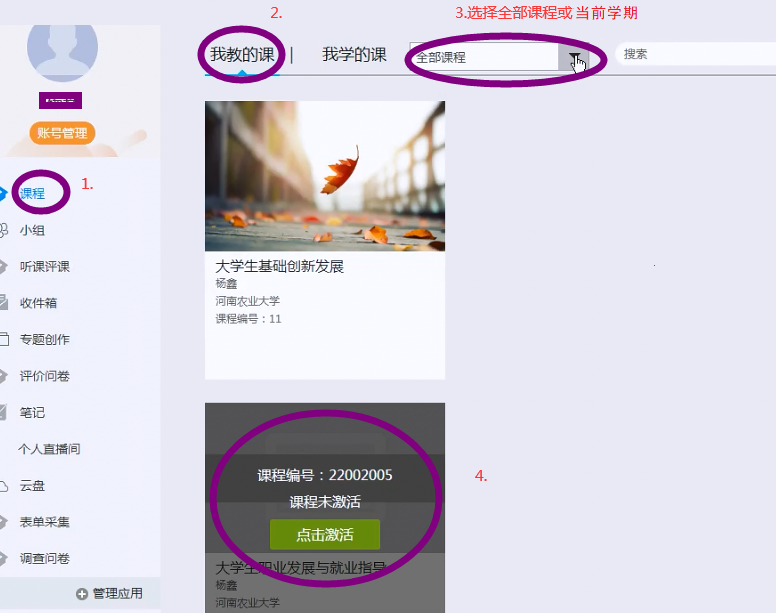 2.
3.选择全部课程或 当前学期
我教的课
我学的课
全部课程
搜索
账号管理
1.
课程
小组
听课评课
收件箱
专题创作
评价问卷
笔记
个人直播间
云盘
表单采集
调查问卷
管理应用
大学生基础创新发展
杨鑫
河南农业大学
课程编号：11
4.
课程编号：22002005
课程未激活
点击激活
大学生职业发展与就业指导
杨鑫
河南农业大学